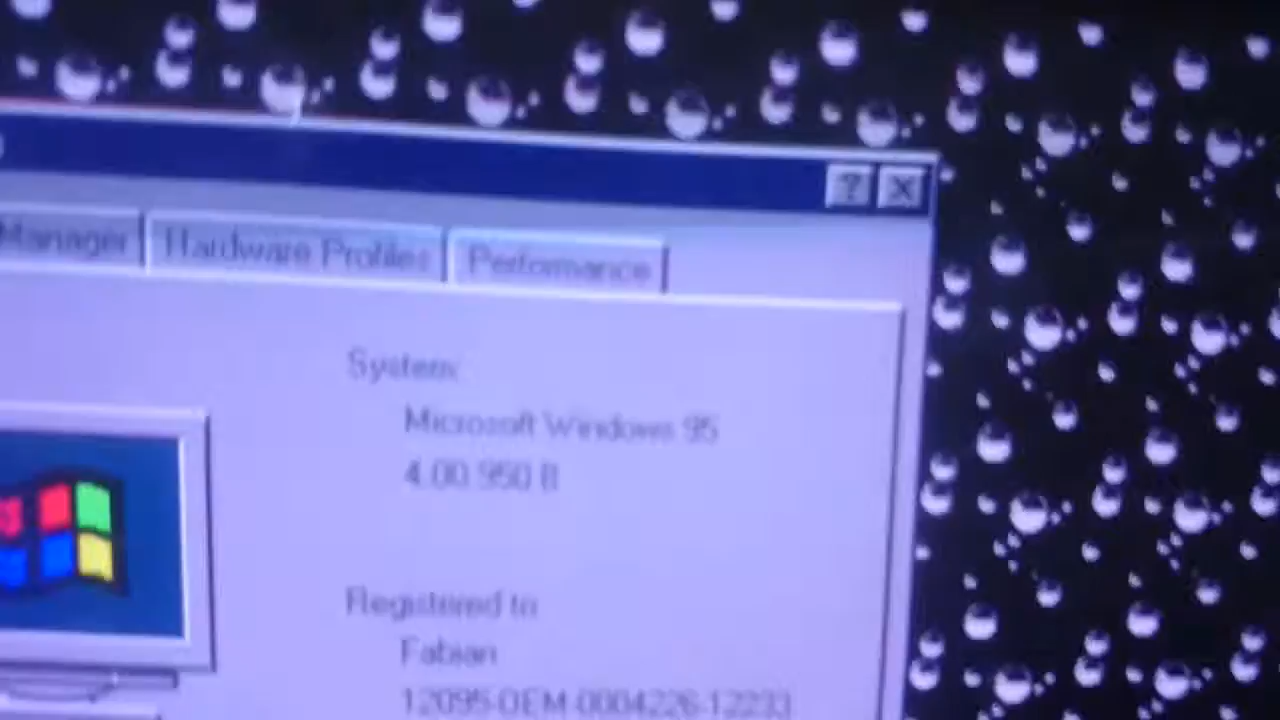 ? X
Manager Hardware Profiles Performance
System:
Microsoft Windows 95
4.00.950 B
Registered to:
Fabian
12095-OEM-0004226-12233